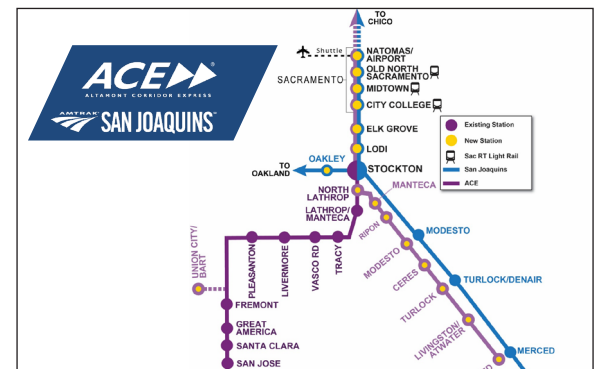 TO
CHICO
Shuttle
NATOMAS/
AIRPORT
OLD NORTH
SACRAMENTO
SACRAMENTO
MIDTOWN
CITY COLLEGE
ELK GROVE
LODI
ACE®
ALTAMONT CORRIDOR EXPRESS
AMTRAK
SAN JOAQUINS™
Existing Station
New Station
Sac RT Light Rail
San Joaquins
ACE
OAKLEY
TO
OAKLAND
STOCKTON
NORTH
LATHROP
MANTECA
LATHROP/
MANTECA
RIPON
MODESTO
MODESTO
CERES
TURLOCK
TURLOCK/DENAIR
LIVINGSTON/
ATWATER
MERCED
UNION CITY/
BART
PLEASANTON
LIVERMORE
VASCO RD
TRACY
FREMONT
GREAT
AMERICA
SANTA CLARA
SAN JOSE